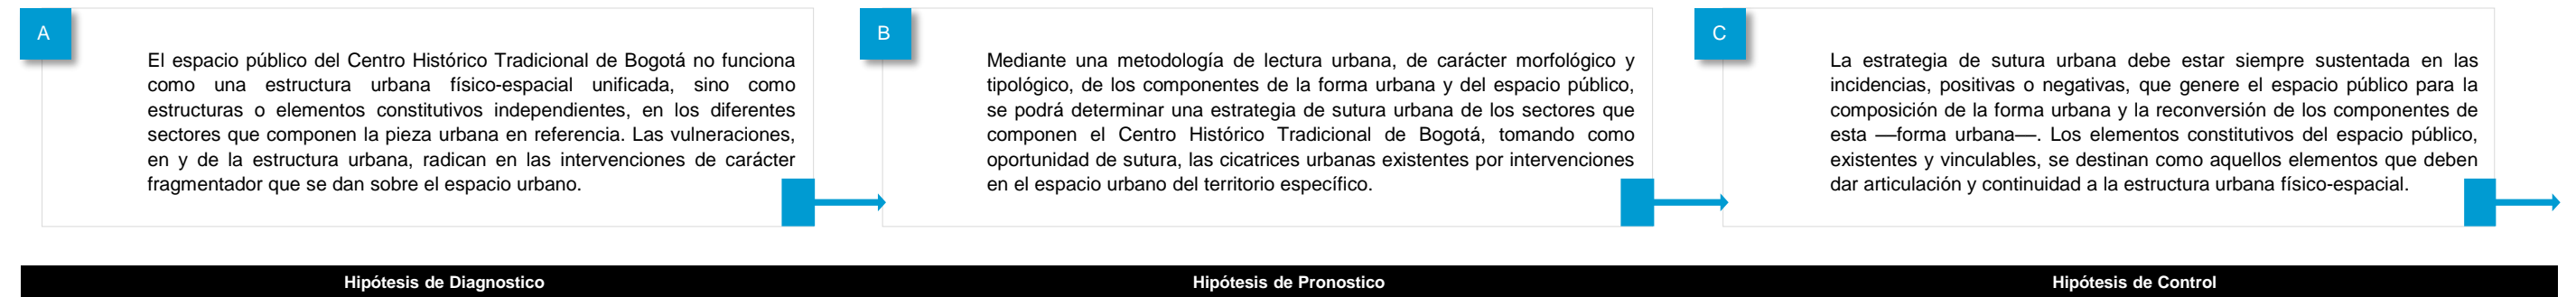 A
El espacio público del Centro Histórico Tradicional de Bogotá no funciona
como una estructura urbana físico-espacial unificada, sino como
estructuras o elementos constitutivos independientes, en los diferentes
sectores que componen la pieza urbana en referencia. Las vulneraciones,
en y de la estructura urbana, radican en las intervenciones de carácter
fragmentador que se dan sobre el espacio urbano.
B
Mediante una metodología de lectura urbana, de carácter morfológico y
tipológico, de los componentes de la forma urbana y del espacio público,
se podrá determinar una estrategia de sutura urbana de los sectores que
componen el Centro Histórico Tradicional de Bogotá, tomando como
oportunidad de sutura, las cicatrices urbanas existentes por intervenciones
en el espacio urbano del territorio específico.
C
La estrategia de sutura urbana debe estar siempre sustentada en las
incidencias, positivas o negativas, que genere el espacio público para la
composición de la forma urbana y la reconversión de los componentes de
esta —forma urbana—. Los elementos constitutivos del espacio público,
existentes y vinculables, se destinan como aquellos elementos que deben
dar articulación y continuidad a la estructura urbana físico-espacial.
Hipótesis de Diagnostico
Hipótesis de Pronostico
Hipótesis de Control